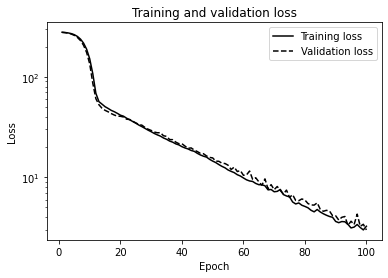 Training and validation loss
Training loss
Validation loss
10²
10¹
Loss
0
20
40
60
80
100
Epoch